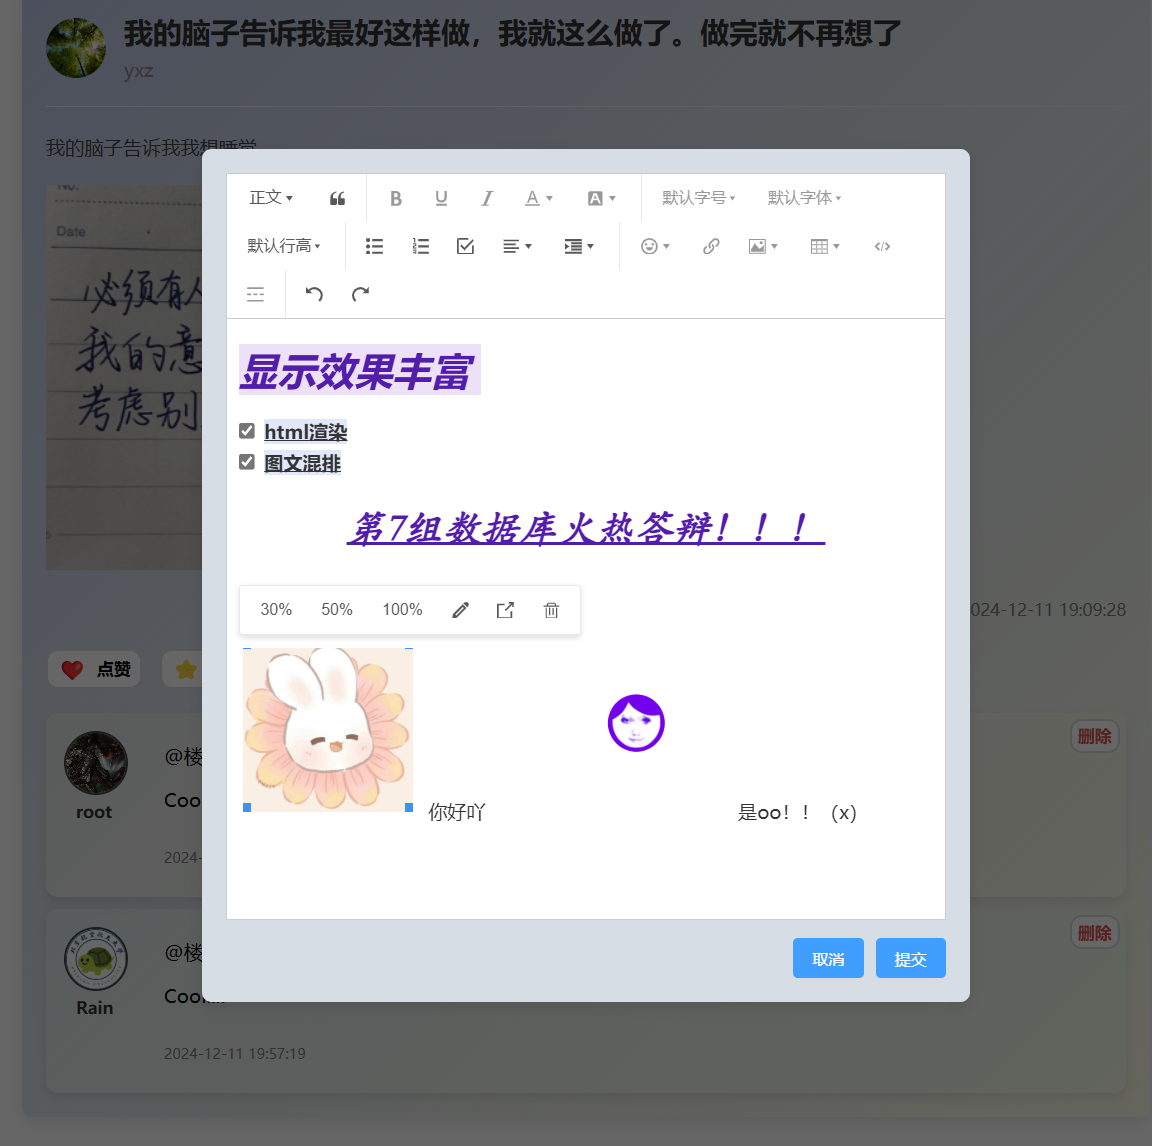 我的脑子告诉我最好这样做，我就这么做了。做完就不再想了
yxz
我的脑子告诉我我想睡觉
No.
Date
必须有人
我的意
考虑别
正文 B U I A A 默认字号 默认字体
默认行高
显示效果丰富
html渲染
图文混排
第7组数据库火热答辩！！！
30% 50% 100%
024-12-11 19:09:28
点赞
你好吖 是oo！！（x）
@楼
删除
Coo
root
2024-
取消 提交
@楼
删除
Coo
Rain
2024-12-11 19:57:19